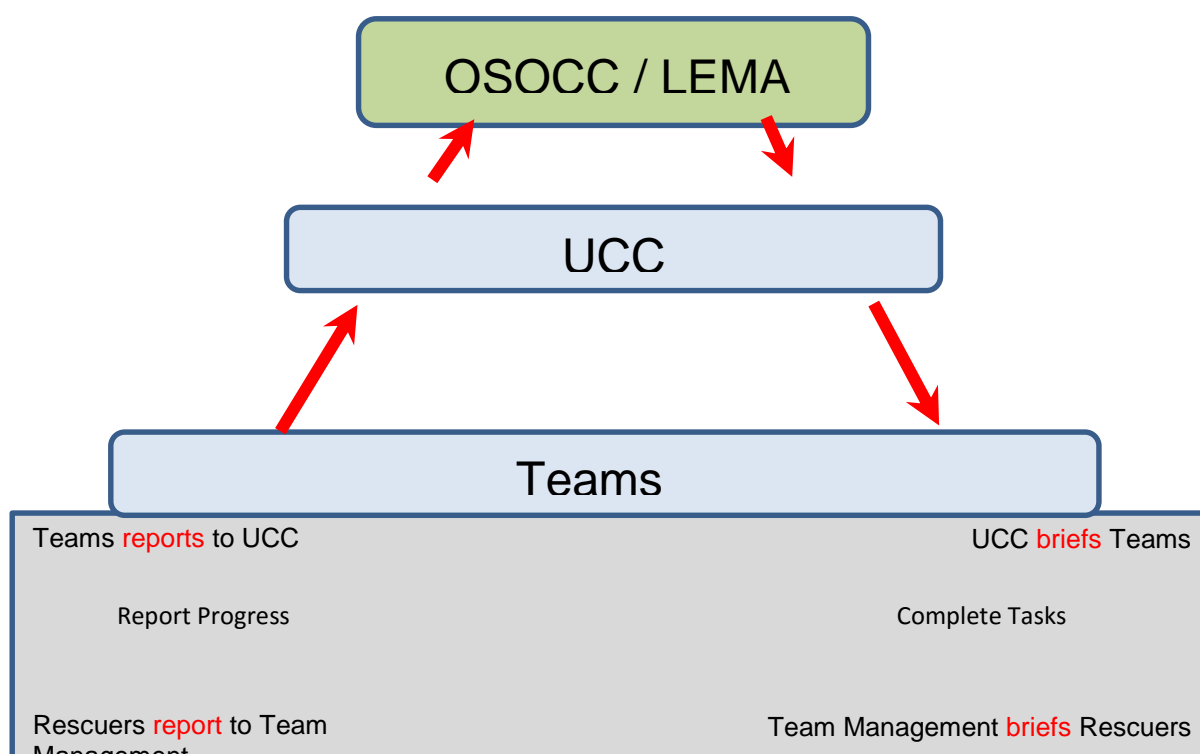 OSOCC / LEMA
UCC
Teams
Teams reports to UCC
UCC briefs Teams
Report Progress
Complete Tasks
Rescuers report to Team
Management
Team Management briefs Rescuers